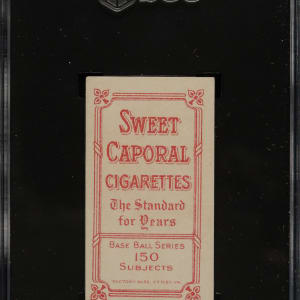 SWEET
CAPORAL
CIGARETTES
The Standard
for Years
BASE BALL SERIES
150
SUBJECTS